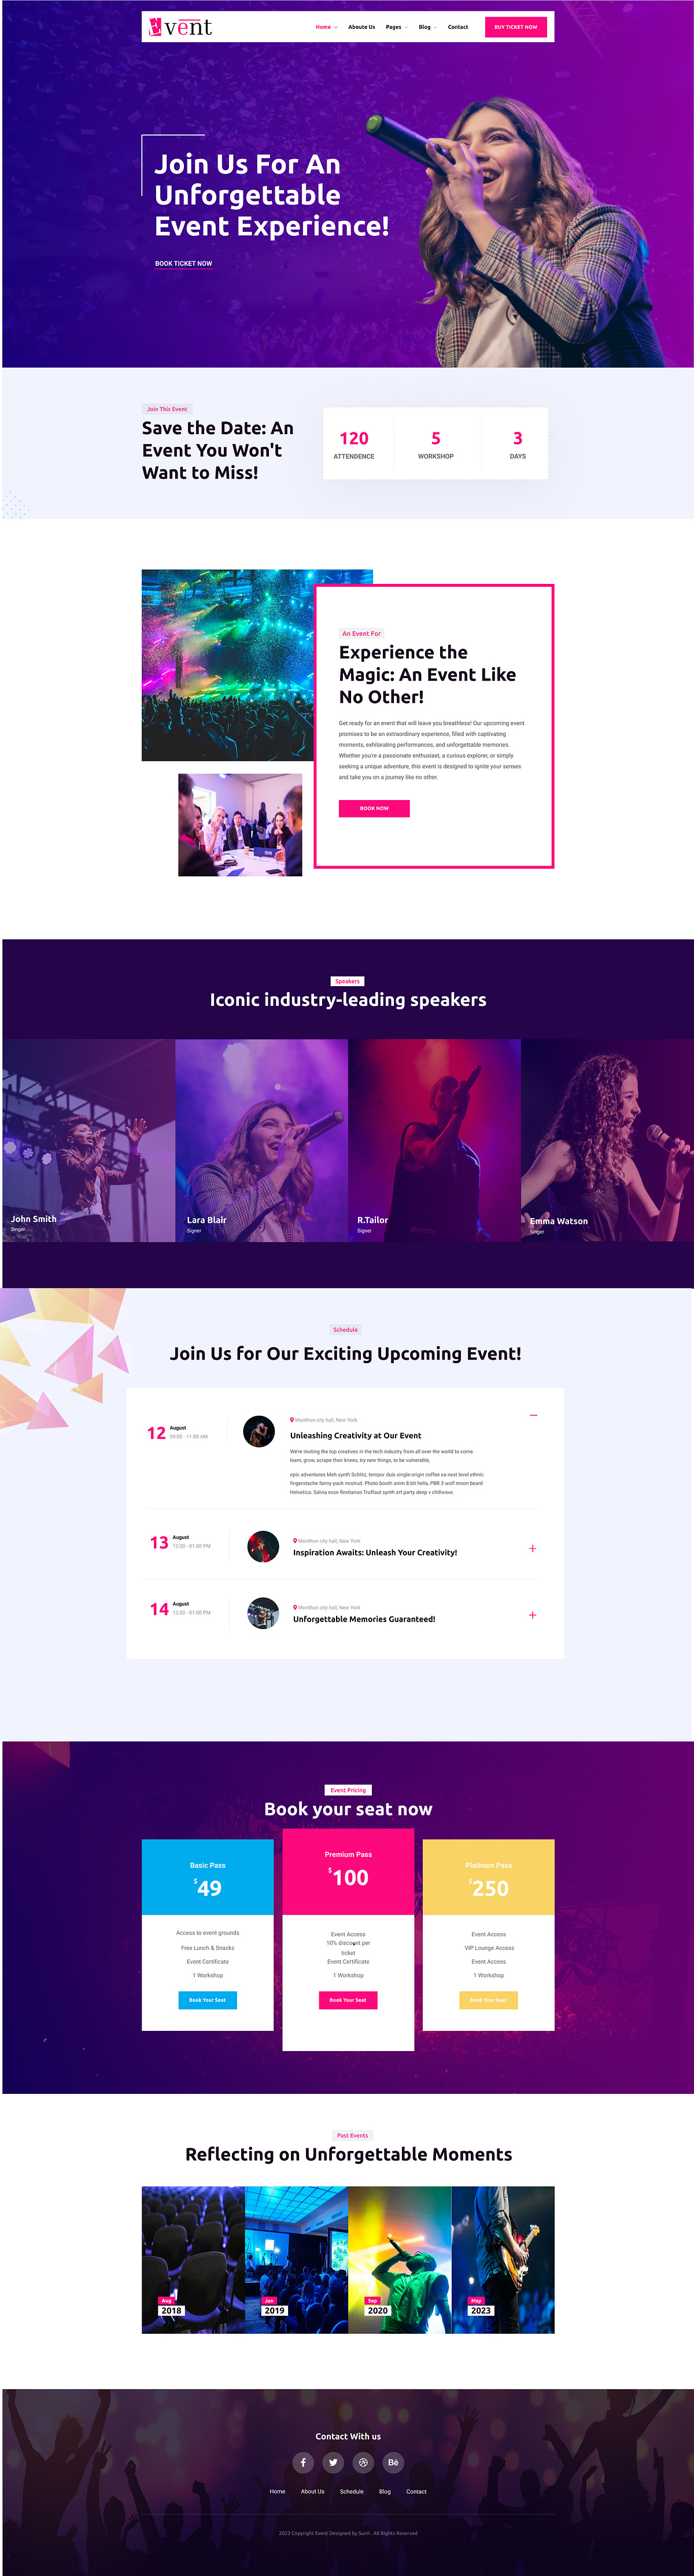 Event
Home
Aboute Us
Pages
Blog
Contact
BUY TICKET NOW
Join Us For An
Unforgettable
Event Experience!
BOOK TICKET NOW
Join This Event
Save the Date: An
Event You Won't
Want to Miss!
120
ATTENDENCE
5
WORKSHOP
3
DAYS
An Event For
Experience the
Magic: An Event Like
No Other!
Get ready for an event that will leave you breathless! Our upcoming event
promises to be an extraordinary experience, filled with captivating
moments, exhilarating performances, and unforgettable memories.
Whether you're a passionate enthusiast, a curious explorer, or simply
seeking a unique adventure, this event is designed to ignite your senses
and take you on a journey like no other.
BOOK NOW
Speakers
Iconic industry-leading speakers
John Smith
Singer
Lara Blair
Signer
R.Tailor
Signer
Emma Watson
Singer
Schedule
Join Us for Our Exciting Upcoming Event!
12
August
09:00 - 11:00 AM
Monthon city hall, New York
Unleashing Creativity at Our Event
We're inviting the top creatives in the tech industry from all over the world to come
learn, grow, scrape their knees, try new things, to be vulnerable,
epic adventures Meh synth Schlitz, tempor duis single-origin coffee ea next level ethnic
fingerstache fanny pack nostrud. Photo booth anim 8-bit hella, PBR 3 wolf moon beard
Helvetica. Salvia esse flexitarian Truffaut synth art party deep v chillwave.
13
August
12:00 - 01:00 PM
Monthon city hall, New York
Inspiration Awaits: Unleash Your Creativity!
14
August
12:00 - 01:00 PM
Monthon city hall, New York
Unforgettable Memories Guaranteed!
Event Pricing
Book your seat now
Basic Pass
$49
Access to event grounds
Free Lunch & Snacks
Event Certificate
1 Workshop
Book Your Seat
Premium Pass
$100
Event Access
10% discount per
ticket
Event Certificate
1 Workshop
Book Your Seat
Platinam Pass
$250
Event Access
VIP Lounge Access
Event Access
1 Workshop
Book Your Seat
Past Events
Reflecting on Unforgettable Moments
Aug
2018
Jun
2019
Sep
2020
May
2023
Contact With us
Bē
Home
About Us
Schedule
Blog
Contact
2023 Copyright Event Designed by Sunil . All Rights Reserved